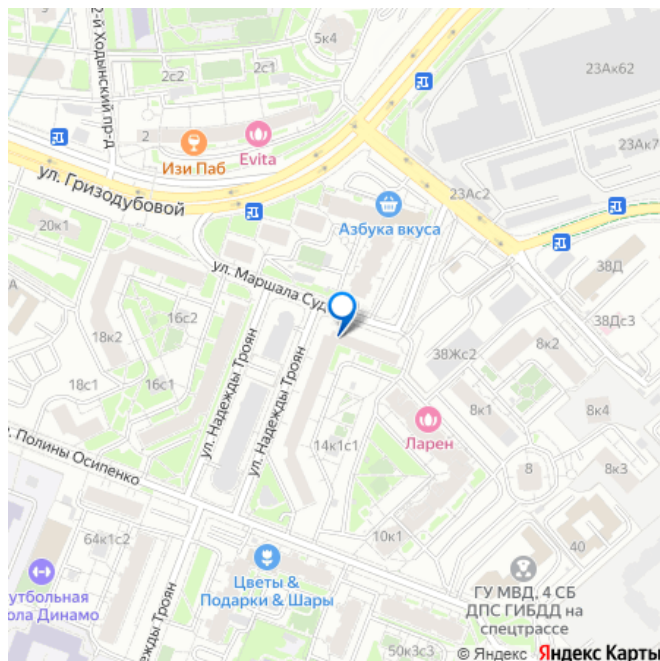 5к4
2-й Ходынский пр-д
2с2
2с1
23Ак62
2
Изи Паб
Evita
23Ак7
ул. Гризодубовой
23Ас2
20к1
Азбука вкуса
38Д
ул. Маршала Суд
16с2
38Дс3
18к2
ул. Надежды Троян
ул. Надежды Троян
38Жс2
8к2
18с1
16с1
8к1
8к4
Ларен
. Полины Осипенко
14к1с1
8
8к3
64к1с2
10к1
40
утбольная
ола Динамо
Цветы &
Подарки & Шары
ГУ МВД, 4 СБ
ДПС ГИБДД на
спецтрассе
ежды Троян
50к3с3
© Яндекс Яндекс Карты